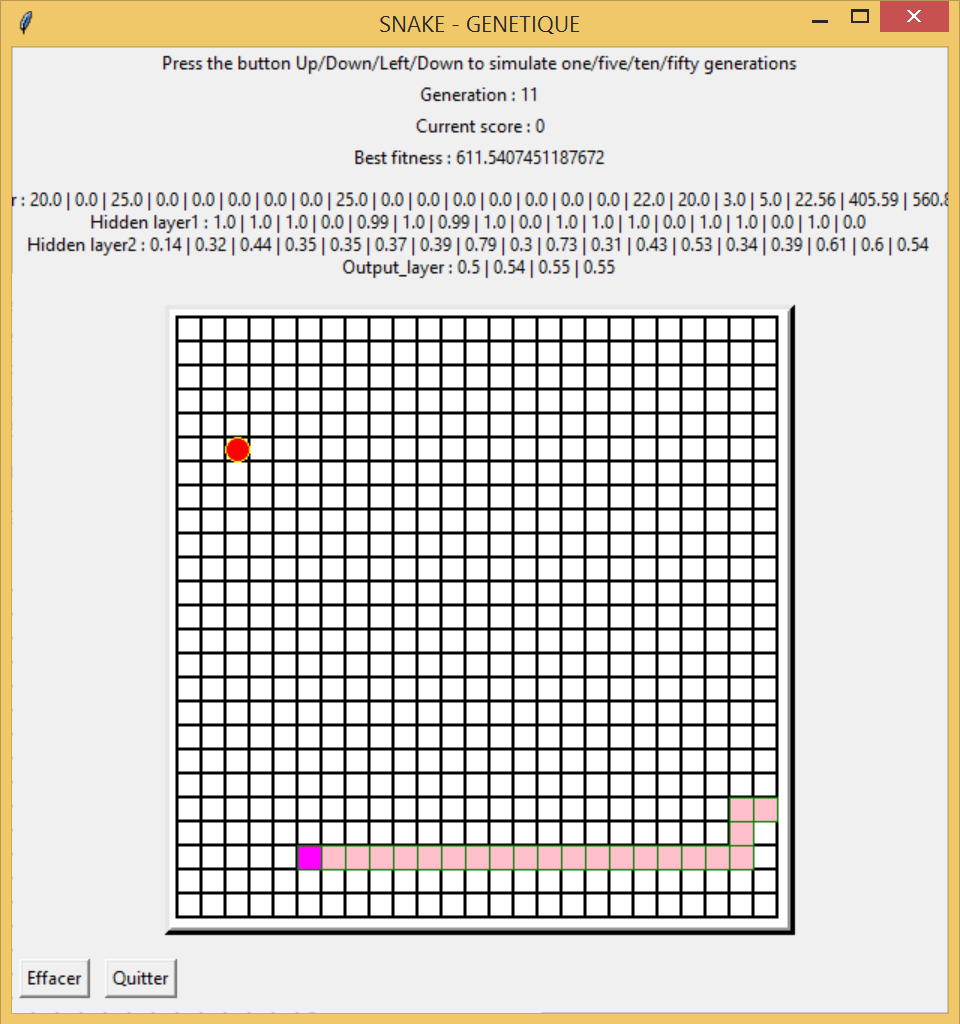 SNAKE - GENETIQUE
Press the button Up/Down/Left/Down to simulate one/five/ten/fifty generations
Generation : 11
Current score : 0
Best fitness : 611.5407451187672
r : 20.0 | 0.0 | 25.0 | 0.0 | 0.0 | 0.0 | 0.0 | 0.0 | 25.0 | 0.0 | 0.0 | 0.0 | 0.0 | 0.0 | 0.0 | 0.0 | 22.0 | 20.0 | 3.0 | 5.0 | 22.56 | 405.59 | 560.8
Hidden layer1 : 1.0 | 1.0 | 1.0 | 0.0 | 0.99 | 1.0 | 0.99 | 1.0 | 0.0 | 1.0 | 1.0 | 1.0 | 0.0 | 1.0 | 1.0 | 0.0 | 1.0 | 0.0
Hidden layer2 : 0.14 | 0.32 | 0.44 | 0.35 | 0.35 | 0.37 | 0.39 | 0.79 | 0.3 | 0.73 | 0.31 | 0.43 | 0.53 | 0.34 | 0.39 | 0.61 | 0.6 | 0.54
Output_layer : 0.5 | 0.54 | 0.55 | 0.55
Effacer Quitter